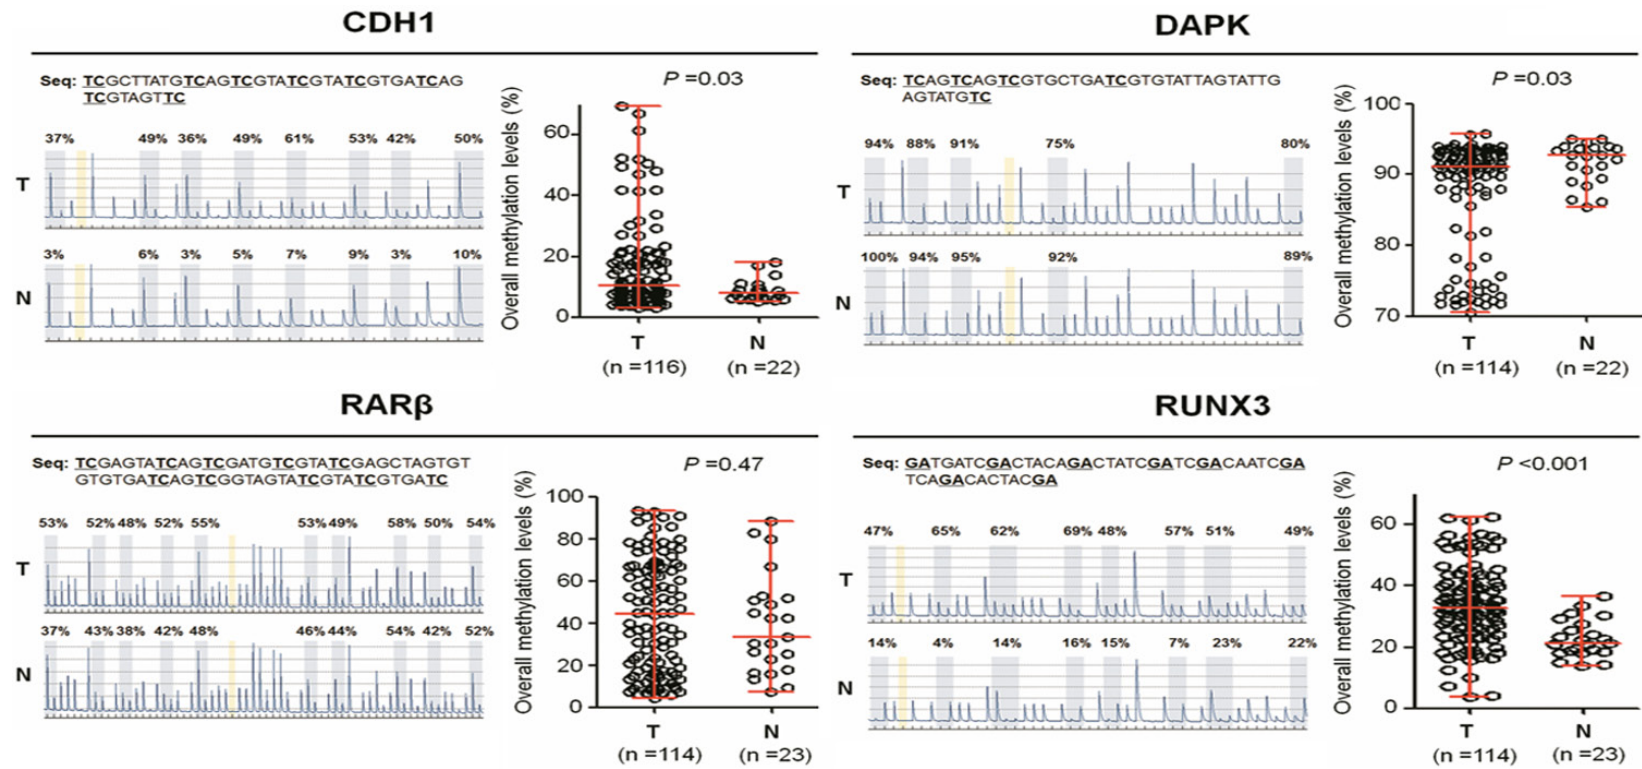 CDH1
Seq: TCGCTTATGTCAGTCGTATCGTATCGTGATCAG
TCGTAGTTC
P =0.03
37% 49% 36% 49% 61% 53% 42% 50%
T
3% 6% 3% 5% 7% 9% 3% 10%
N
Overall methylation levels (%)
60
40
20
0
T N
(n =116) (n =22)
DAPK
Seq: TCAGTCAGTCGTGCTGATCGTGTATTAGTATTG
AGTATGTC
P =0.03
94% 88% 91% 75% 80%
T
100% 94% 95% 92% 89%
N
Overall methylation levels (%)
100
90
80
70
T N
(n =114) (n =22)
RARβ
Seq: TCGAGTATCAGTCGATGTCGTATCGAGCTAGTGT
GTGTGATCAGTCGGTAGTATCGTATCGTGATC
P =0.47
53% 52% 48% 52% 55% 53% 49% 58% 50% 54%
T
37% 43% 38% 42% 48% 46% 44% 54% 42% 52%
N
Overall methylation levels (%)
100
80
60
40
20
0
T N
(n =114) (n =23)
RUNX3
Seq: GATGATCGACTACAGACTATCGATCGACAATCGA
TCAGACACTACGA
P <0.001
47% 65% 62% 69% 48% 57% 51% 49%
T
14% 4% 14% 16% 15% 7% 23% 22%
N
Overall methylation levels (%)
60
40
20
0
T N
(n =114) (n =23)